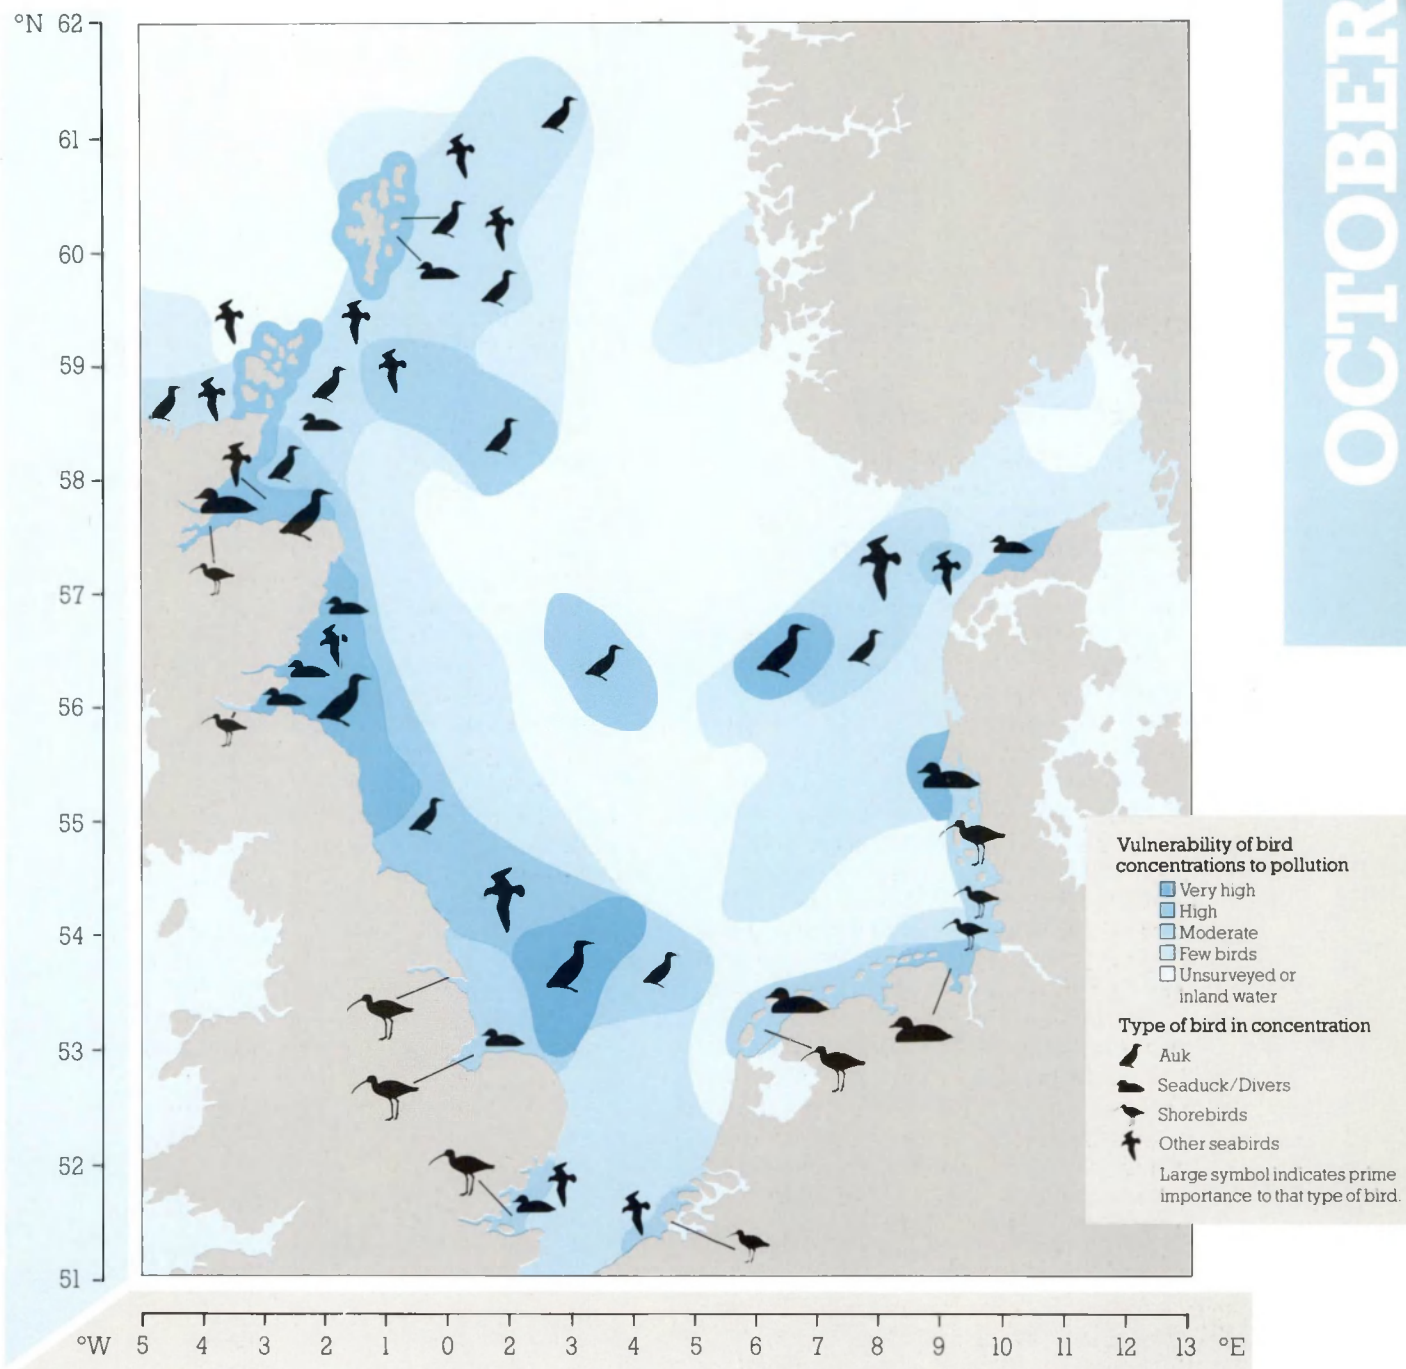 °N 62
61
60
59
58
57
56
55
54
53
52
51
OCTOBER
Vulnerability of bird
concentrations to pollution
Very high
High
Moderate
Few birds
Unsurveyed or
inland water
Type of bird in concentration
Auk
Seaduck/Divers
Shorebirds
Other seabirds
Large symbol indicates prime
importance to that type of bird.
°W 5 4 3 2 1 0 2 3 4 5 6 7 8 9 10 11 12 13 °E